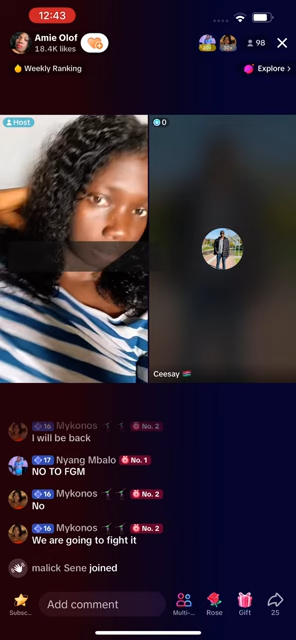 12:43
Amie Olof
18.4K likes
98
Weekly Ranking
Explore >
Host
0
Ceesay
16 Mykonos No. 2
I will be back
17 Nyang Mbalo No. 1
NO TO FGM
16 Mykonos No. 2
No
16 Mykonos No. 2
We are going to fight it
malick Sene joined
Add comment
Subsc...
Multi-...
Rose
Gift
25